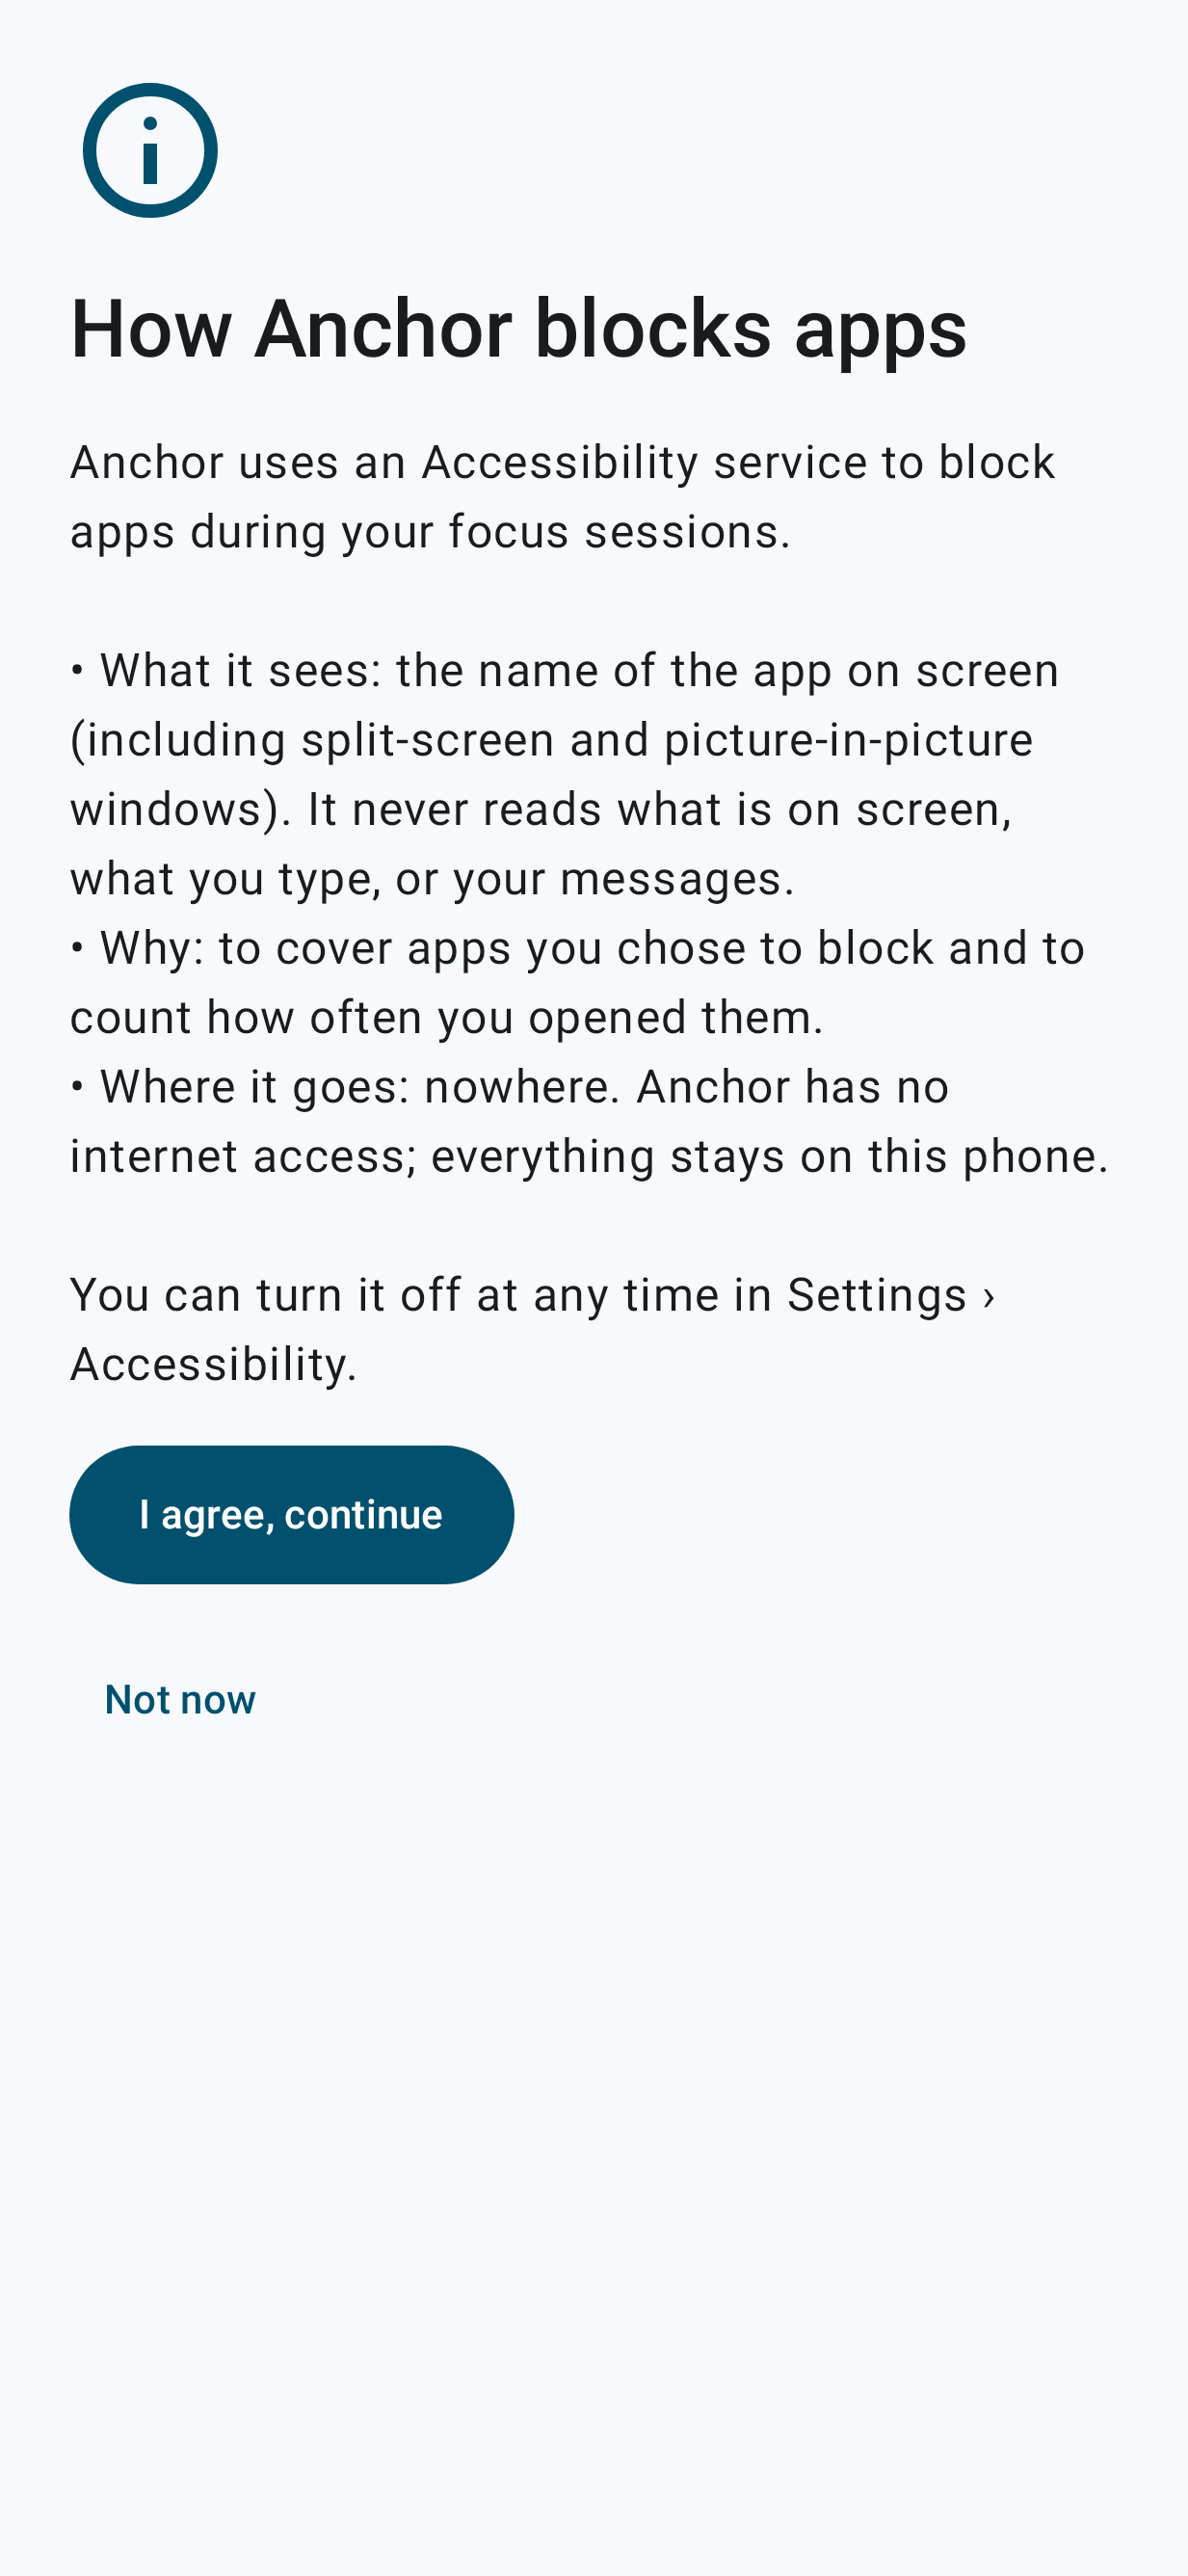 How Anchor blocks apps
Anchor uses an Accessibility service to block
apps during your focus sessions.
• What it sees: the name of the app on screen
(including split-screen and picture-in-picture
windows). It never reads what is on screen,
what you type, or your messages.
• Why: to cover apps you chose to block and to
count how often you opened them.
• Where it goes: nowhere. Anchor has no
internet access; everything stays on this phone.
You can turn it off at any time in Settings ›
Accessibility.
I agree, continue
Not now